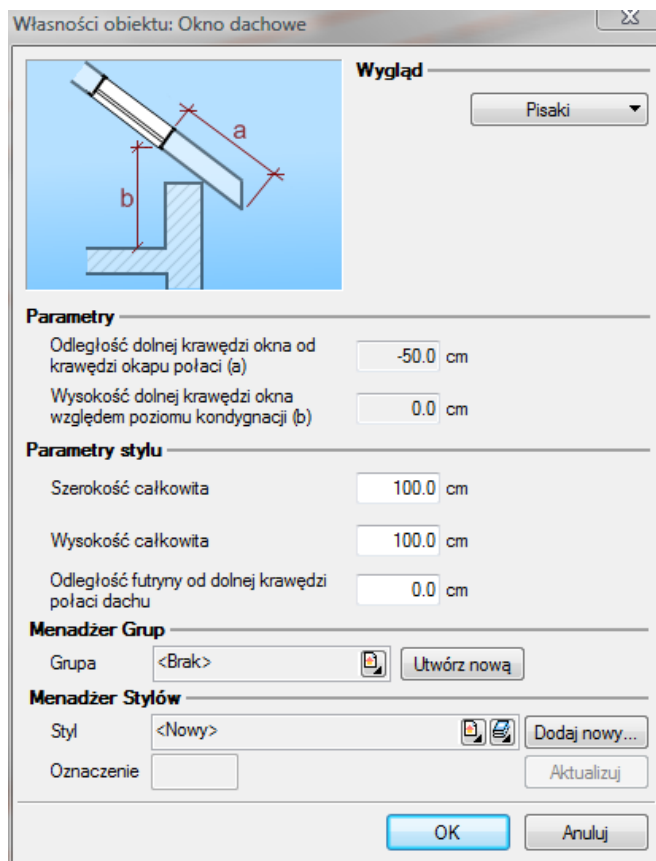 Własności obiektu: Okno dachowe
a
b
Wygląd
Pisaki
Parametry
Odległość dolnej krawędzi okna od
krawędzi okapu połaci (a)
-50.0 cm
Wysokość dolnej krawędzi okna
względem poziomu kondygnacji (b)
0.0 cm
Parametry stylu
Szerokość całkowita
100.0 cm
Wysokość całkowita
100.0 cm
Odległość futryny od dolnej krawędzi
połaci dachu
0.0 cm
Menadżer Grup
Grupa <Brak> Utwórz nową
Menadżer Stylów
Styl <Nowy> Dodaj nowy...
Oznaczenie Aktualizuj
OK Anuluj